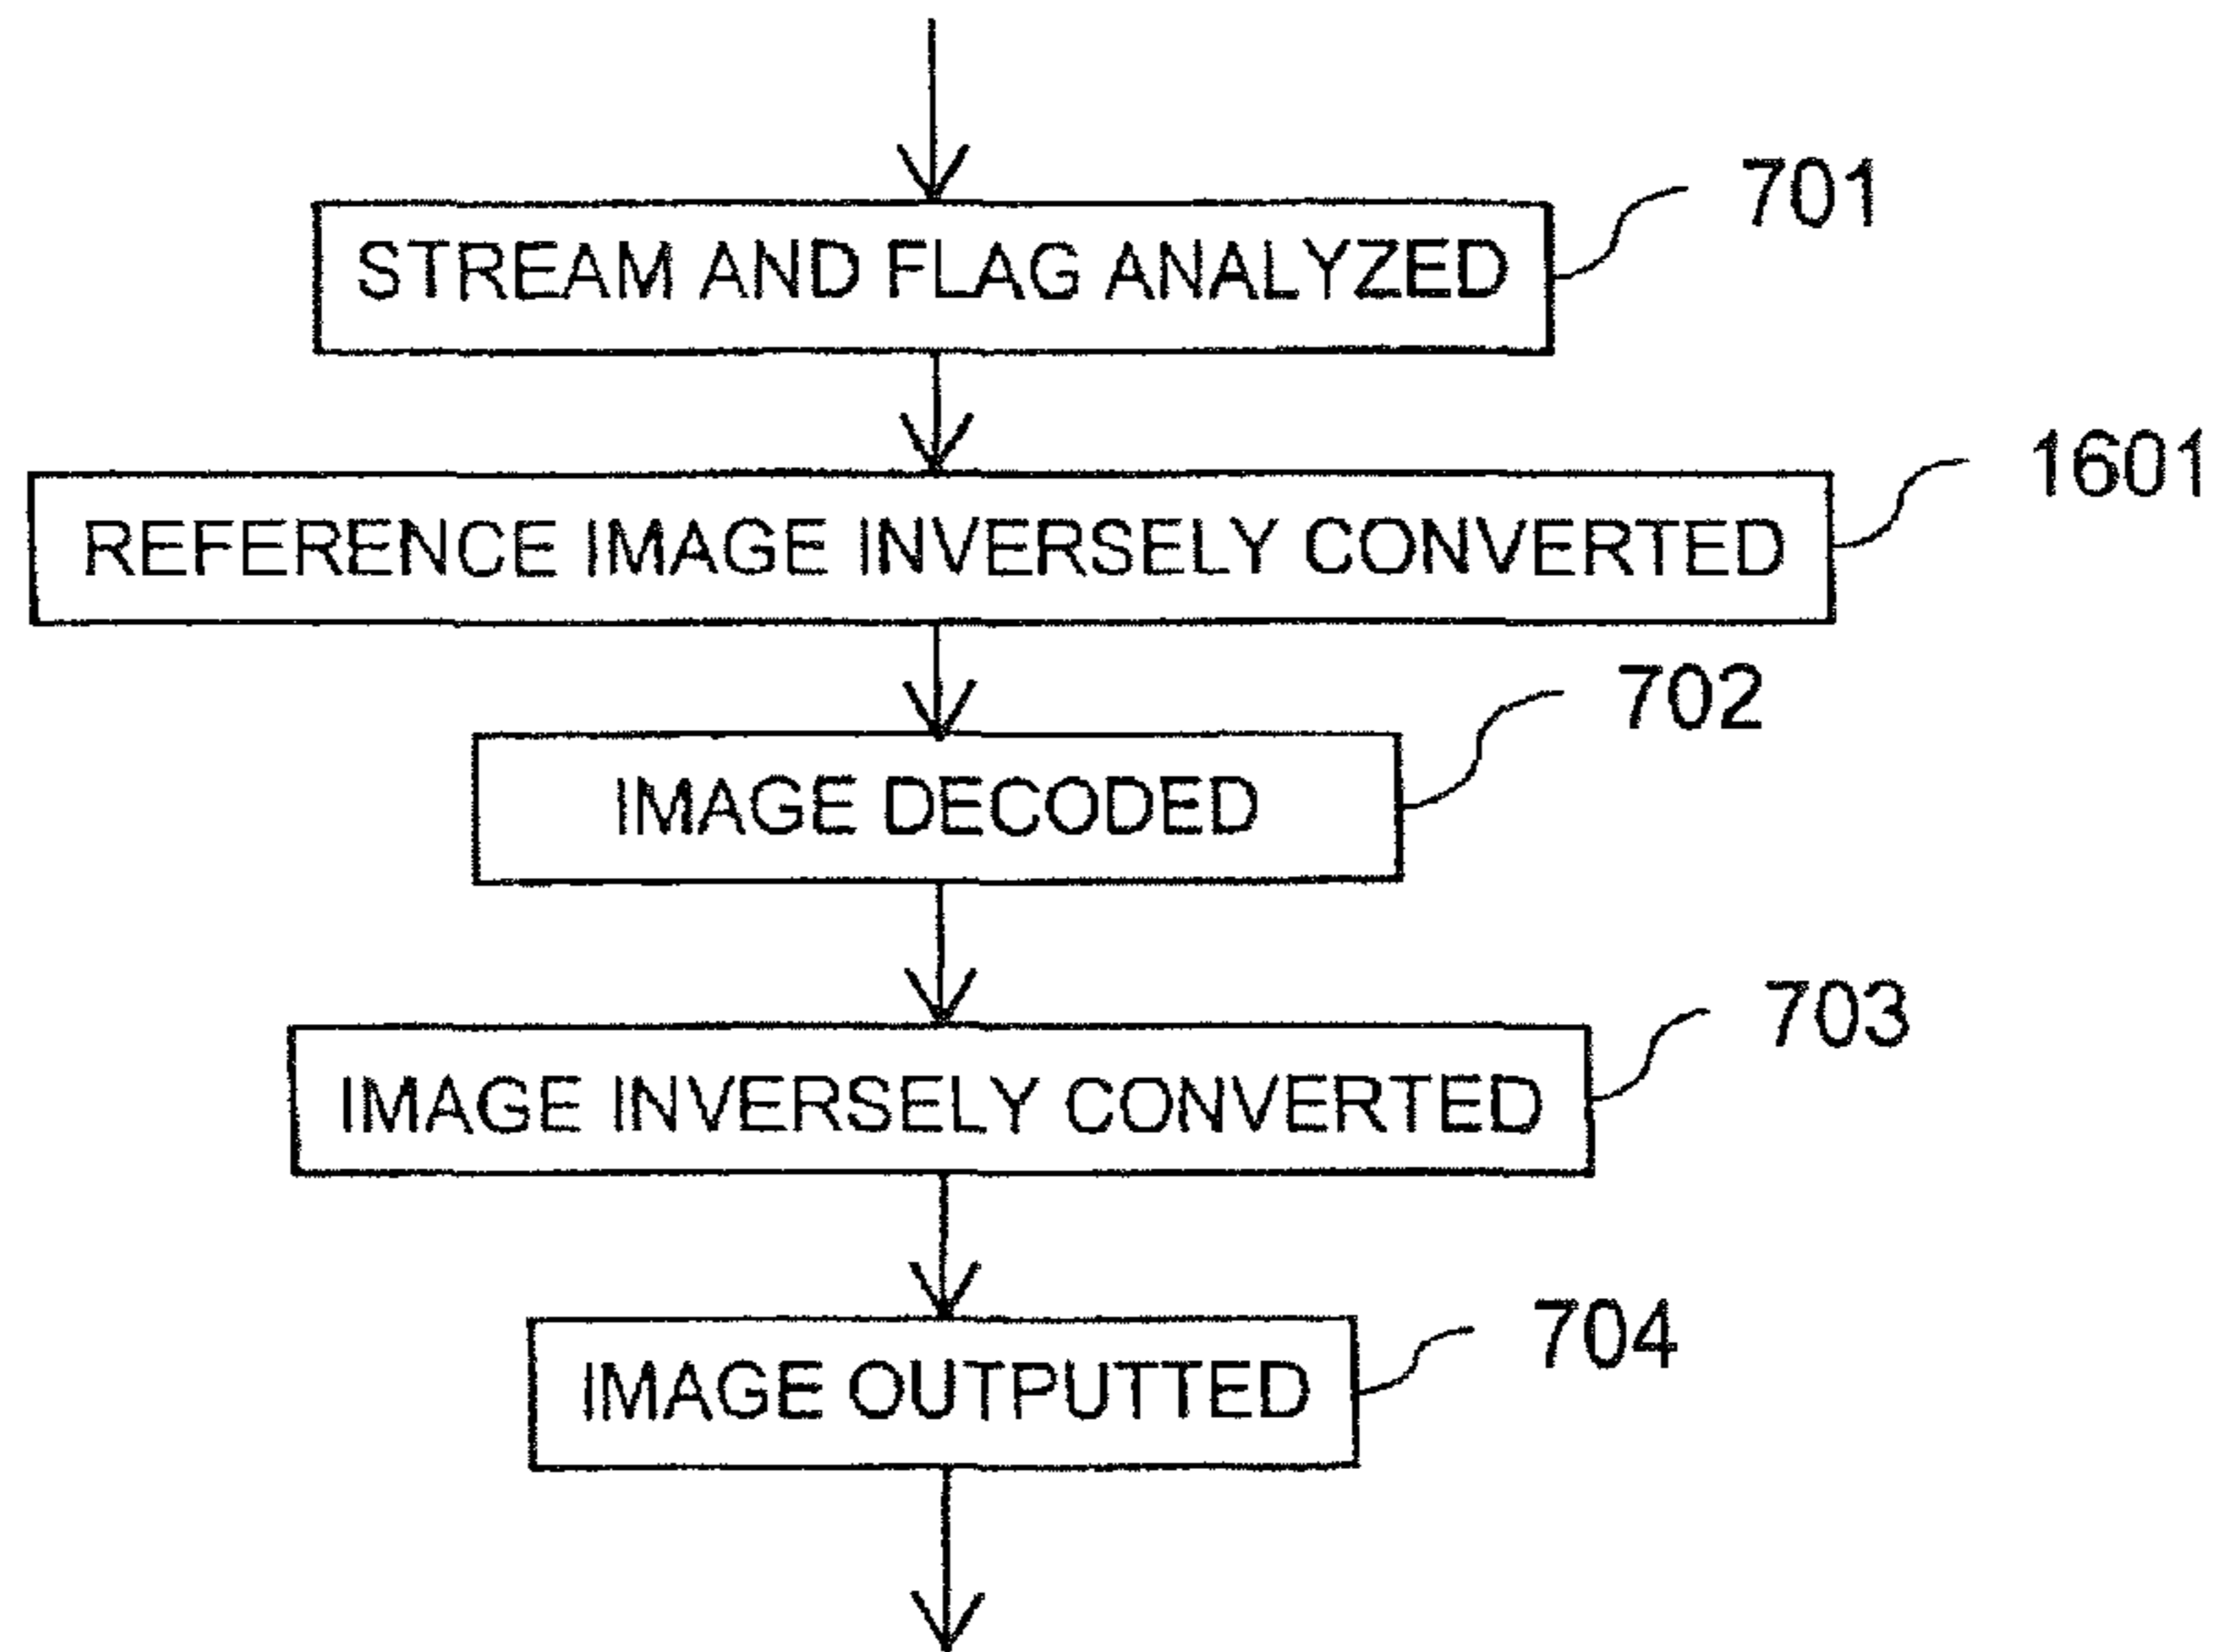 701
STREAM AND FLAG ANALYZED
1601
REFERENCE IMAGE INVERSELY CONVERTED
702
IMAGE DECODED
703
IMAGE INVERSELY CONVERTED
704
IMAGE OUTPUTTED